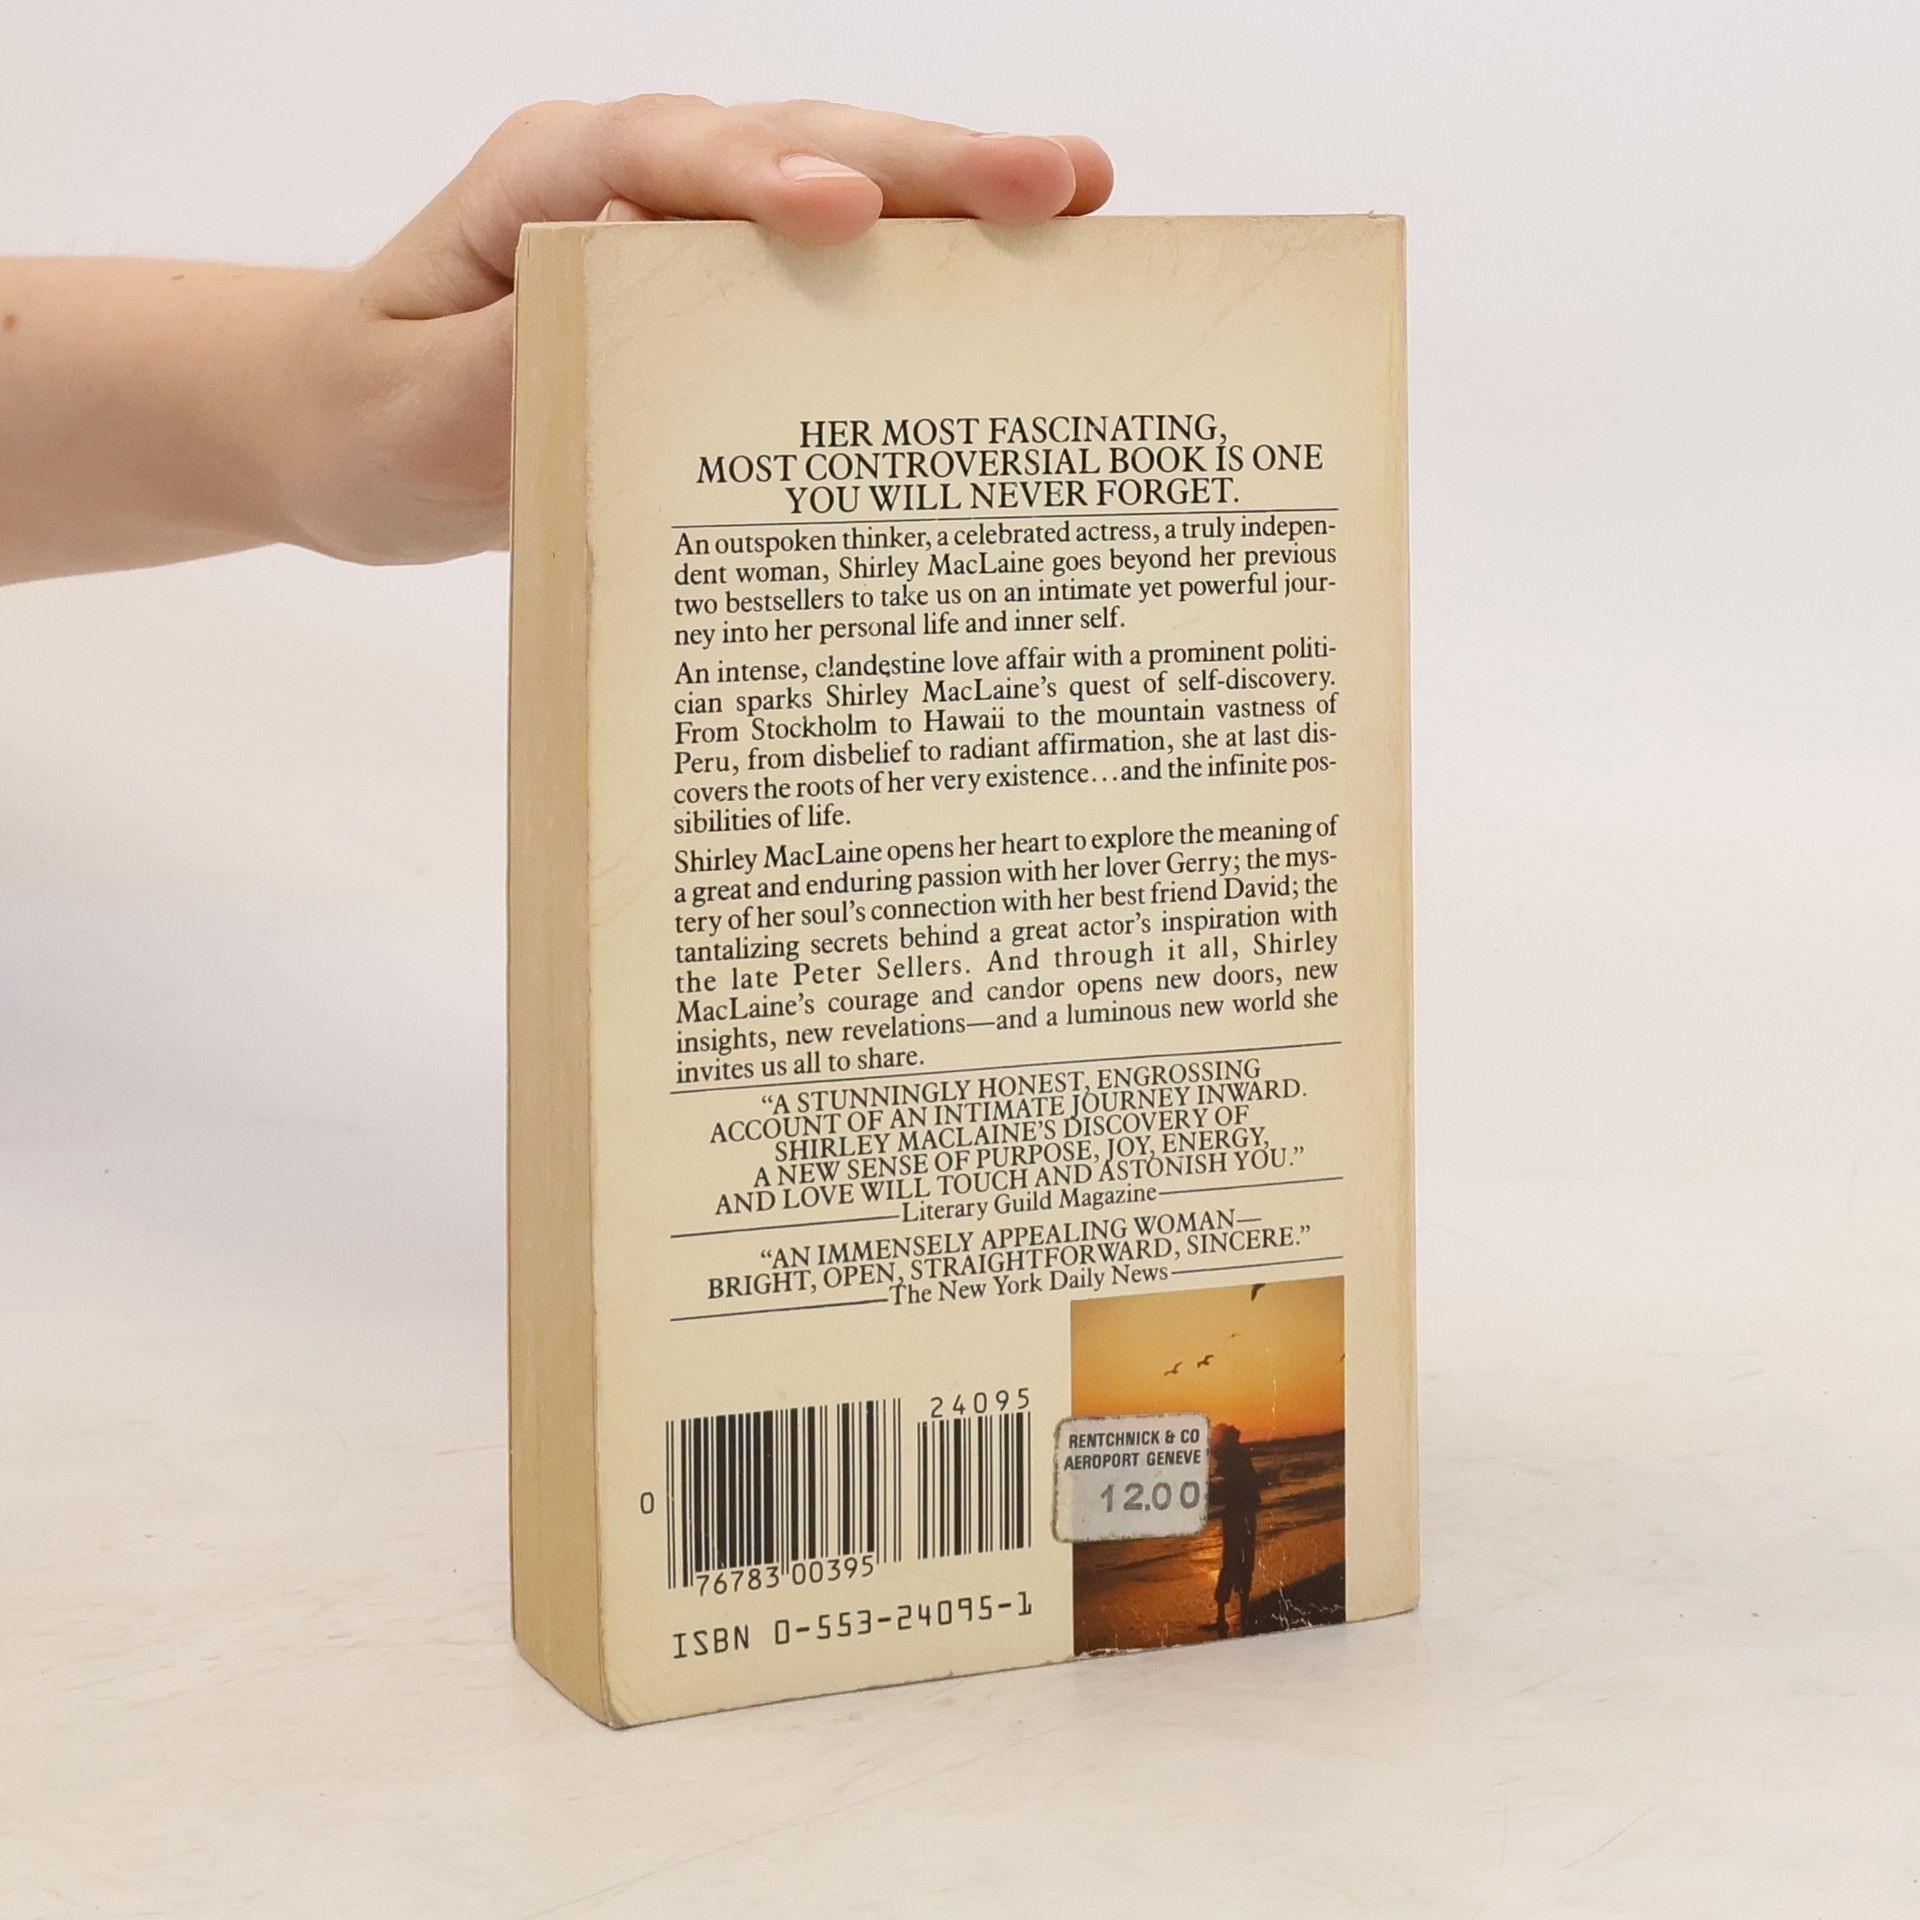 HER MOST FASCINATING,
MOST CONTROVERSIAL BOOK IS ONE
YOU WILL NEVER FORGET.
An outspoken thinker, a celebrated actress, a truly indepen-
dent woman, Shirley MacLaine goes beyond her previous
two bestsellers to take us on an intimate yet powerful jour-
ney into her personal life and inner self.
An intense, clandestine love affair with a prominent politi-
cian sparks Shirley MacLaine's quest of self-discovery.
From Stockholm to Hawaii to the mountain vastness of
Peru, from disbelief to radiant affirmation, she at last dis-
covers the roots of her very existence...and the infinite pos-
sibilities of life.
Shirley MacLaine opens her heart to explore the meaning of
a great and enduring passion with her lover Gerry; the mys-
tery of her soul's connection with her best friend David; the
tantalizing secrets behind a great actor's inspiration with
the late Peter Sellers. And through it all, Shirley
MacLaine's courage and candor opens new doors, new
insights, new revelations—and a luminous new world she
invites us all to share.
"A STUNNINGLY HONEST, ENGROSSING
ACCOUNT OF AN INTIMATE JOURNEY INWARD.
SHIRLEY MACLAINE'S DISCOVERY OF
A NEW SENSE OF PURPOSE, JOY, ENERGY,
AND LOVE WILL TOUCH AND ASTONISH YOU."
—Literary Guild Magazine—
"AN IMMENSELY APPEALING WOMAN—
BRIGHT, OPEN, STRAIGHTFORWARD, SINCERE."
—The New York Daily News—
24095
0
76783 00395
ISBN 0-553-24095-1
RENTCHNICK & CO
AEROPORT GENEVE
12.00